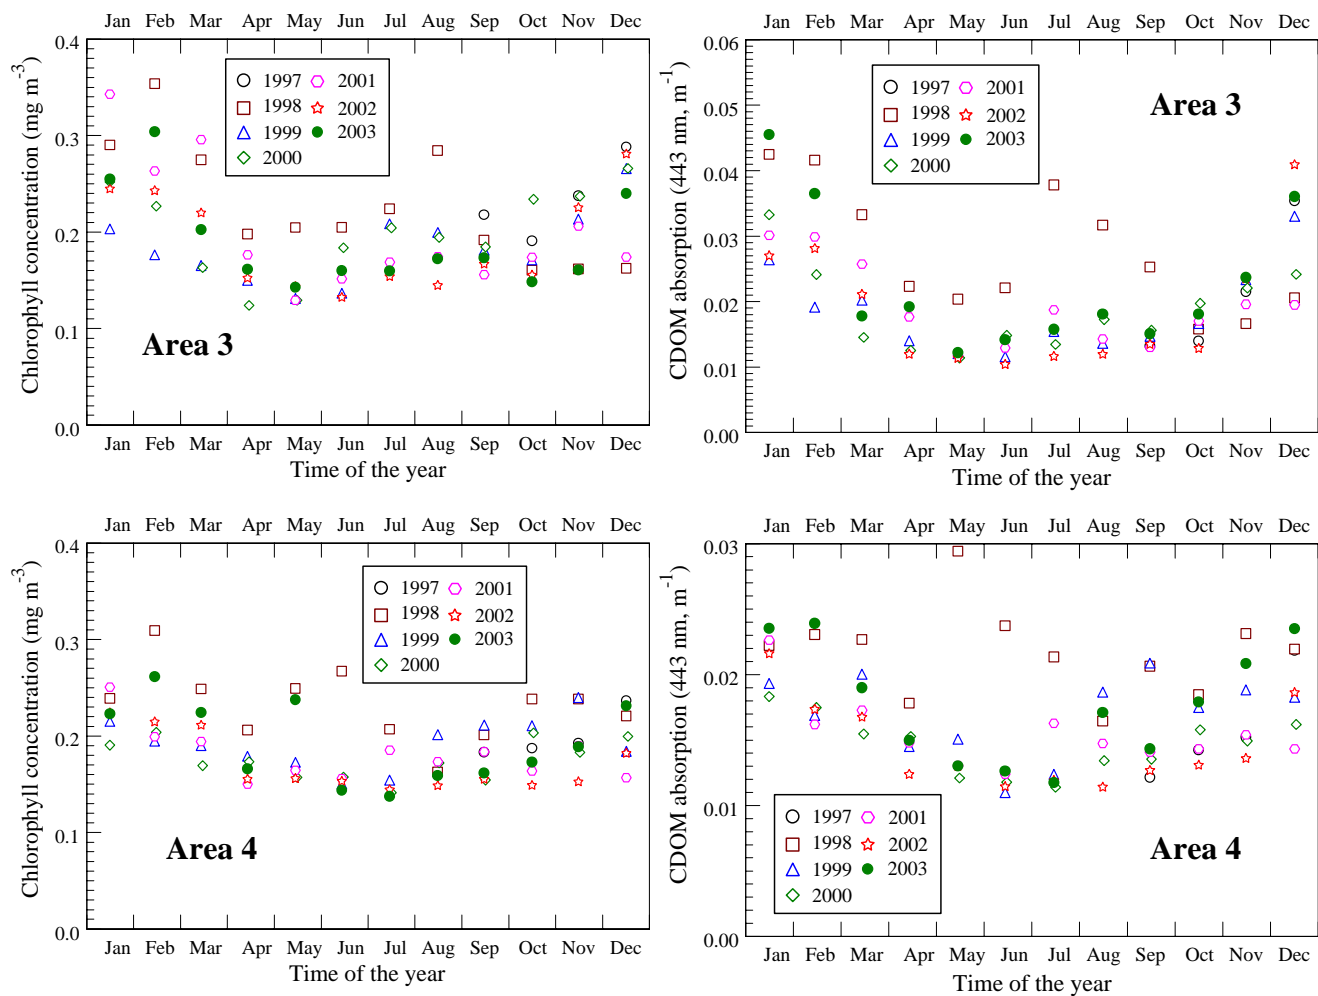 Jan Feb Mar Apr May Jun Jul Aug Sep Oct Nov Dec
0.4
0.3
0.2
0.1
0.0
Chlorophyll concentration (mg m⁻³)
1997 2001
1998 2002
1999 2003
2000
Area 3
Jan Feb Mar Apr May Jun Jul Aug Sep Oct Nov Dec
Time of the year
Jan Feb Mar Apr May Jun Jul Aug Sep Oct Nov Dec
0.06
0.05
0.04
0.03
0.02
0.01
0.00
CDOM absorption (443 nm, m⁻¹)
1997 2001
1998 2002
1999 2003
2000
Area 3
Jan Feb Mar Apr May Jun Jul Aug Sep Oct Nov Dec
Time of the year
Jan Feb Mar Apr May Jun Jul Aug Sep Oct Nov Dec
0.4
0.3
0.2
0.1
0.0
Chlorophyll concentration (mg m⁻³)
1997 2001
1998 2002
1999 2003
2000
Area 4
Jan Feb Mar Apr May Jun Jul Aug Sep Oct Nov Dec
Time of the year
Jan Feb Mar Apr May Jun Jul Aug Sep Oct Nov Dec
0.03
0.02
0.01
0.00
CDOM absorption (443 nm, m⁻¹)
1997 2001
1998 2002
1999 2003
2000
Area 4
Jan Feb Mar Apr May Jun Jul Aug Sep Oct Nov Dec
Time of the year